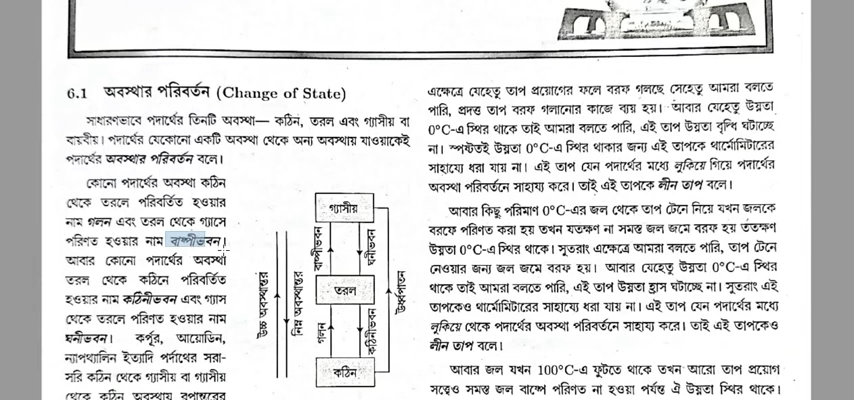 6.1 অবস্থার পরিবর্তন (Change of State)
সাধারণভাবে পদার্থের তিনটি অবস্থা— কঠিন, তরল এবং গ্যাসীয় বা
বায়বীয়। পদার্থের যেকোনো একটি অবস্থা থেকে অন্য অবস্থায় যাওয়াকেই
পদার্থের অবস্থার পরিবর্তন বলে।
কোনো পদার্থের অবস্থা কঠিন
থেকে তরলে পরিবর্তিত হওয়ার
নাম গলন এবং তরল থেকে গ্যাসে
পরিণত হওয়ার নাম বাষ্পীভবন।
আবার কোনো পদার্থের অবস্থা
তরল থেকে কঠিনে পরিবর্তিত
হওয়ার নাম কঠিনীভবন এবং গ্যাস
থেকে তরলে পরিণত হওয়ার নাম
ঘনীভবন। কর্পূর, আয়োডিন,
ন্যাপথ্যালিন ইত্যাদি পদার্থের সরা-
সরি কঠিন থেকে গ্যাসীয় বা গ্যাসীয়
থেকে কঠিন অবস্থায় রূপান্তরের
উচ্চ অবস্থান্তর
নিম্ন অবস্থান্তর
গ্যাসীয়
বাষ্পীভবন
ঘনীভবন
তরল
গলন
কঠিনীভবন
কঠিন
ঊর্ধ্বপাতন
এক্ষেত্রে যেহেতু তাপ প্রয়োগের ফলে বরফ গলছে সেহেতু আমরা বলতে
পারি, প্রদত্ত তাপ বরফ গলানোর কাজে ব্যয় হয়। আবার যেহেতু উষ্ণতা
0°C-এ স্থির থাকে তাই আমরা বলতে পারি, এই তাপ উষ্ণতা বৃদ্ধি ঘটাচ্ছে
না। স্পষ্টতই উষ্ণতা 0°C-এ স্থির থাকার জন্য এই তাপকে থার্মোমিটারের
সাহায্যে ধরা যায় না। এই তাপ যেন পদার্থের মধ্যে লুকিয়ে গিয়ে পদার্থের
অবস্থা পরিবর্তনে সাহায্য করে। তাই এই তাপকে লীন তাপ বলে।
আবার কিছু পরিমাণ 0°C-এর জল থেকে তাপ টেনে নিয়ে যখন জলকে
বরফে পরিণত করা হয় তখন যতক্ষণ না সমস্ত জল জমে বরফ হয় ততক্ষণ
উষ্ণতা 0°C-এ স্থির থাকে। সুতরাং এক্ষেত্রে আমরা বলতে পারি, তাপ টেনে
নেওয়ার জন্য জল জমে বরফ হয়। আবার যেহেতু উষ্ণতা 0°C-এ স্থির
থাকে তাই আমরা বলতে পারি, এই তাপ উষ্ণতা হ্রাস ঘটাচ্ছে না। সুতরাং এই
তাপকেও থার্মোমিটারের সাহায্যে ধরা যায় না। এই তাপ যেন পদার্থের মধ্যে
লুকিয়ে থেকে পদার্থের অবস্থা পরিবর্তনে সাহায্য করে। তাই এই তাপকেও
লীন তাপ বলে।
আবার জল যখন 100°C-এ ফুটতে থাকে তখন আরো তাপ প্রয়োগ
সত্ত্বেও সমস্ত জল বাষ্পে পরিণত না হওয়া পর্যন্ত ঐ উষ্ণতা স্থির থাকে।